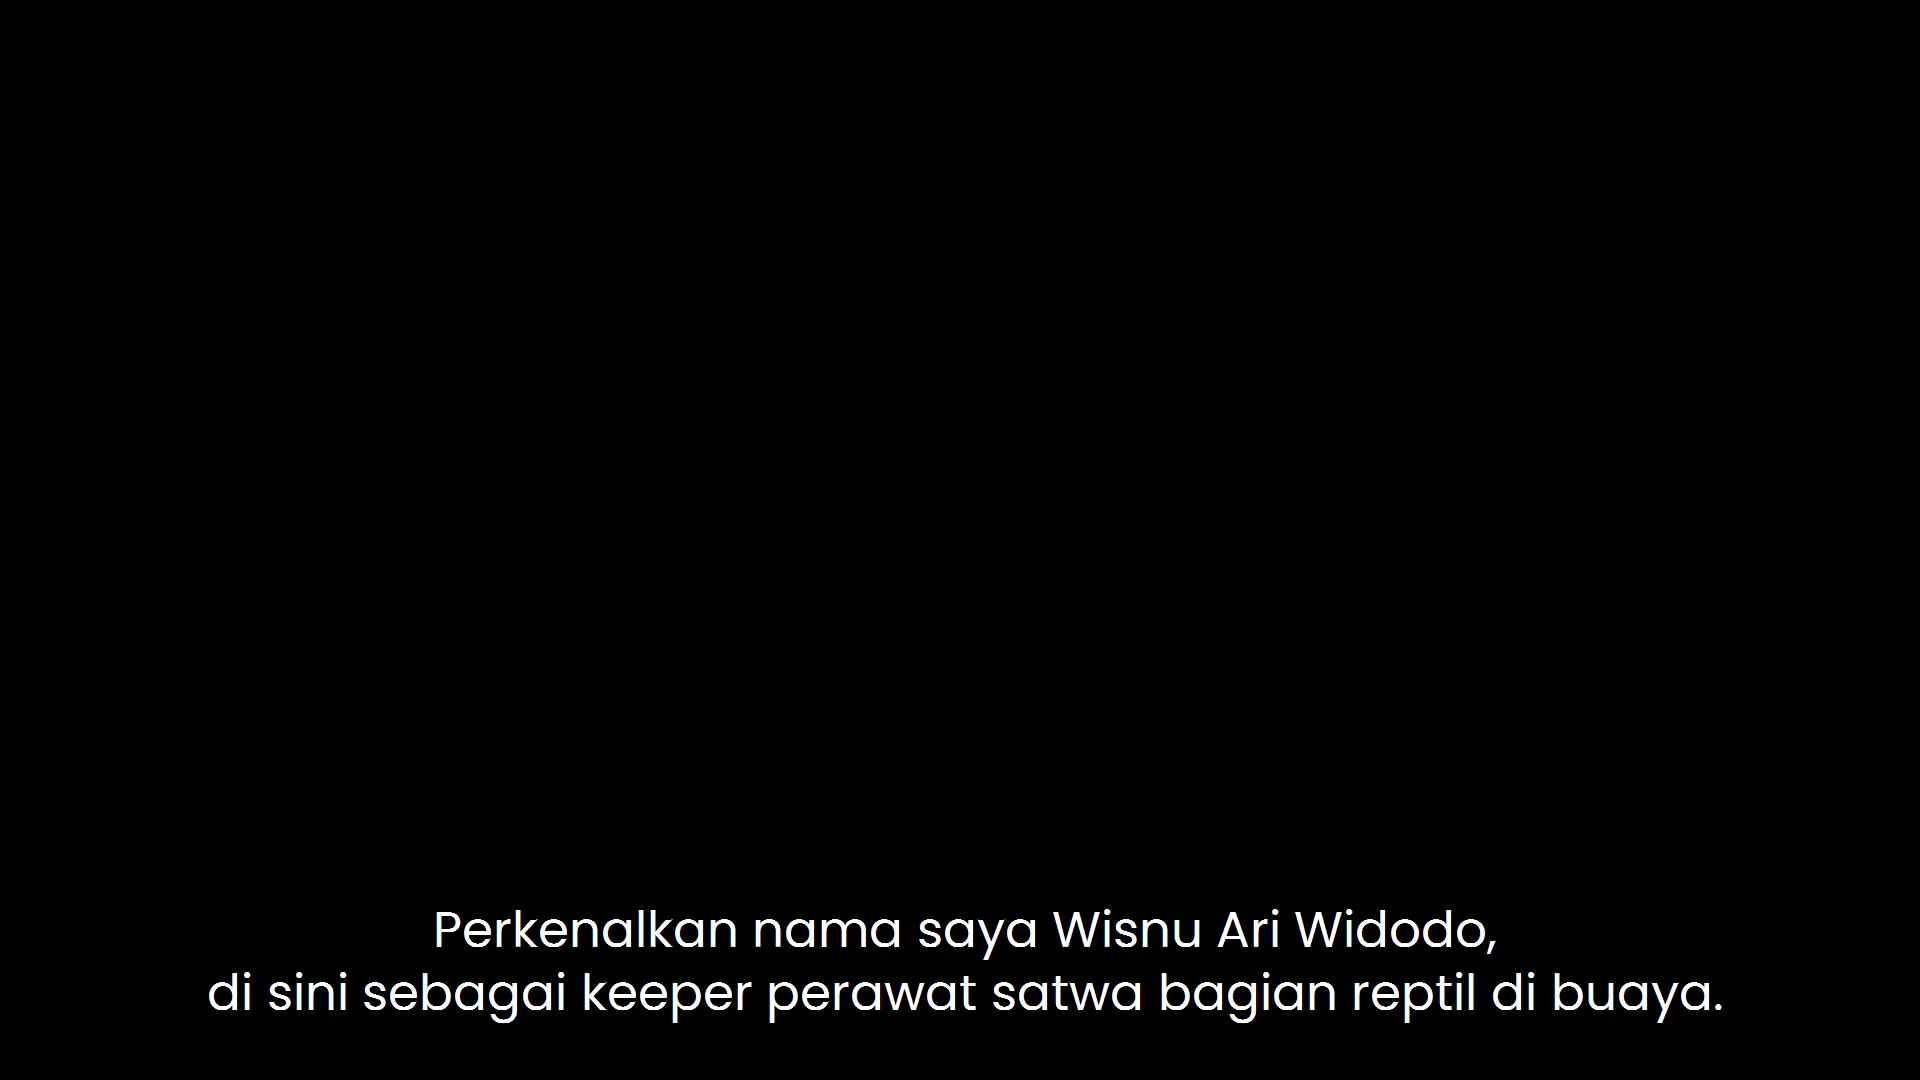 Perkenalkan nama saya Wisnu Ari Widodo,
di sini sebagai keeper perawat satwa bagian reptil di buaya.